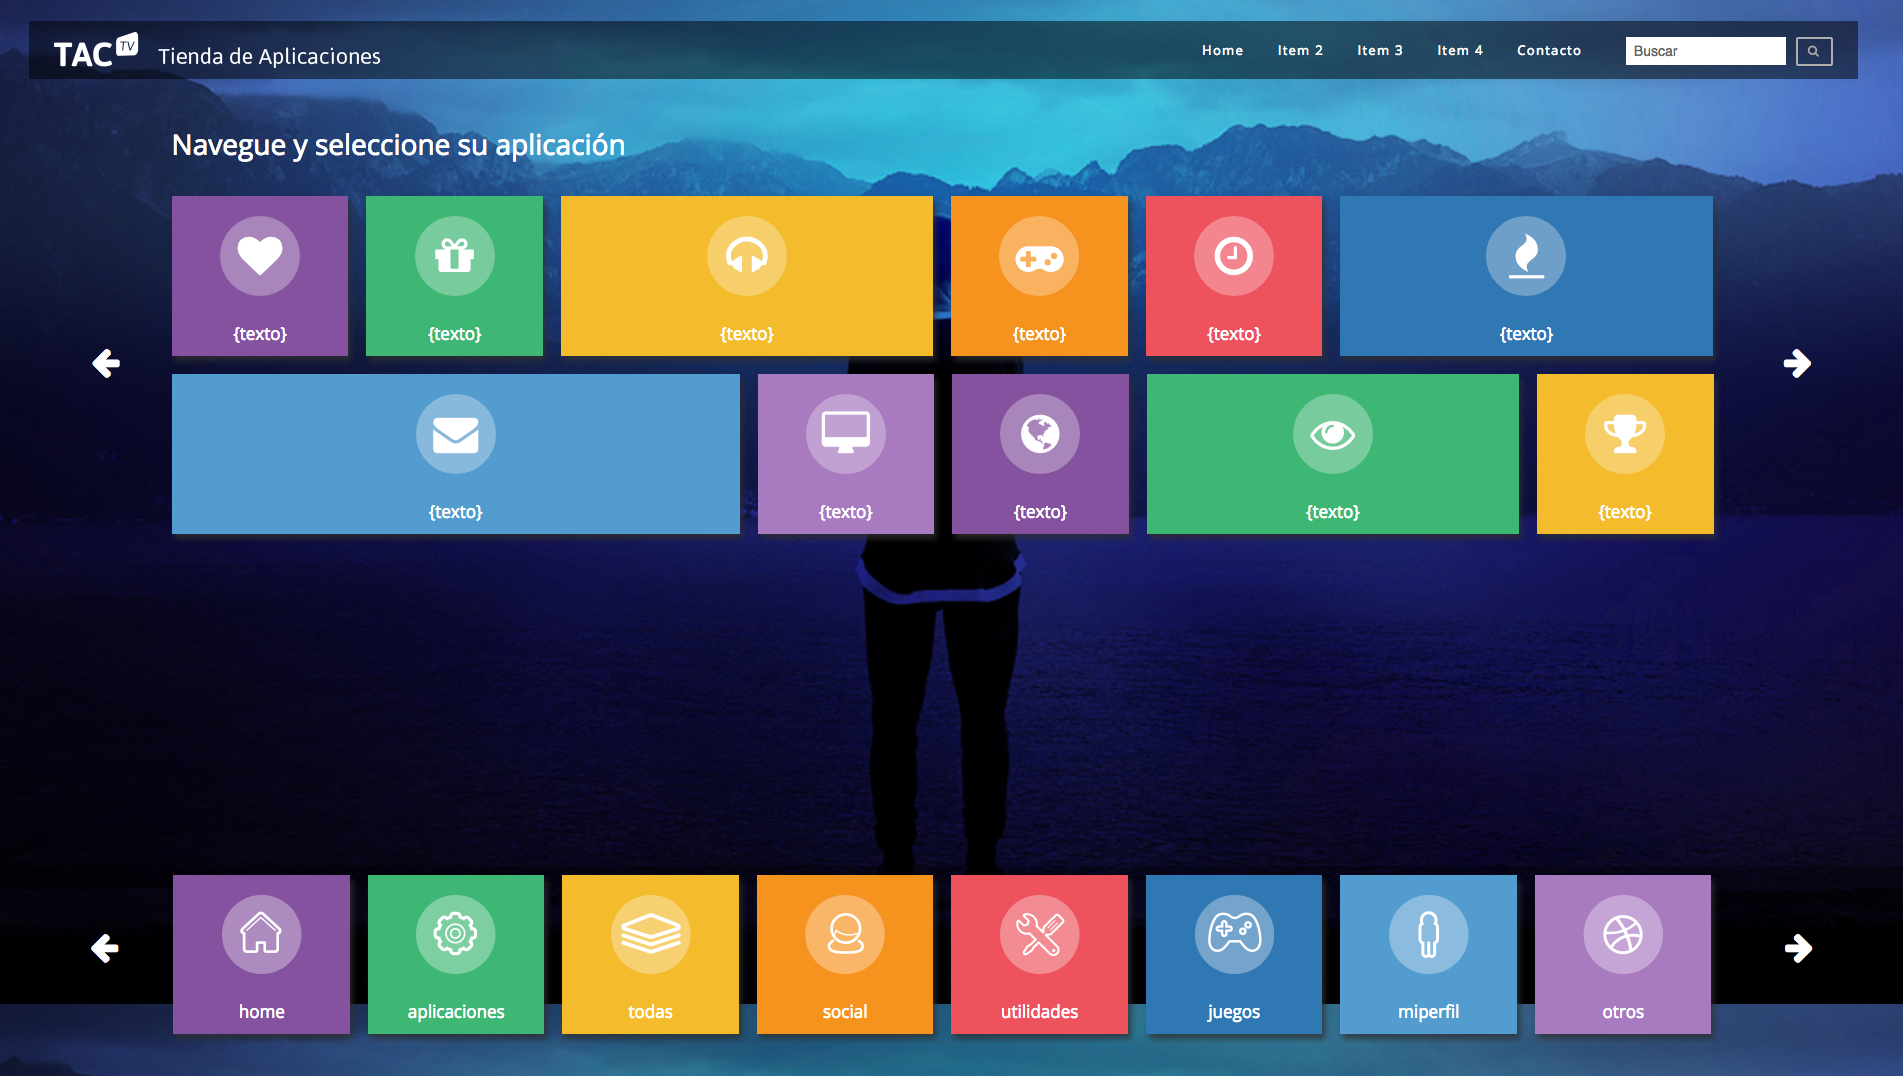 TAC TV Tienda de Aplicaciones
Home Item 2 Item 3 Item 4 Contacto Buscar
Navegue y seleccione su aplicación
{texto} {texto} {texto} {texto} {texto} {texto}
{texto} {texto} {texto} {texto} {texto}
home aplicaciones todas social utilidades juegos miperfil otros